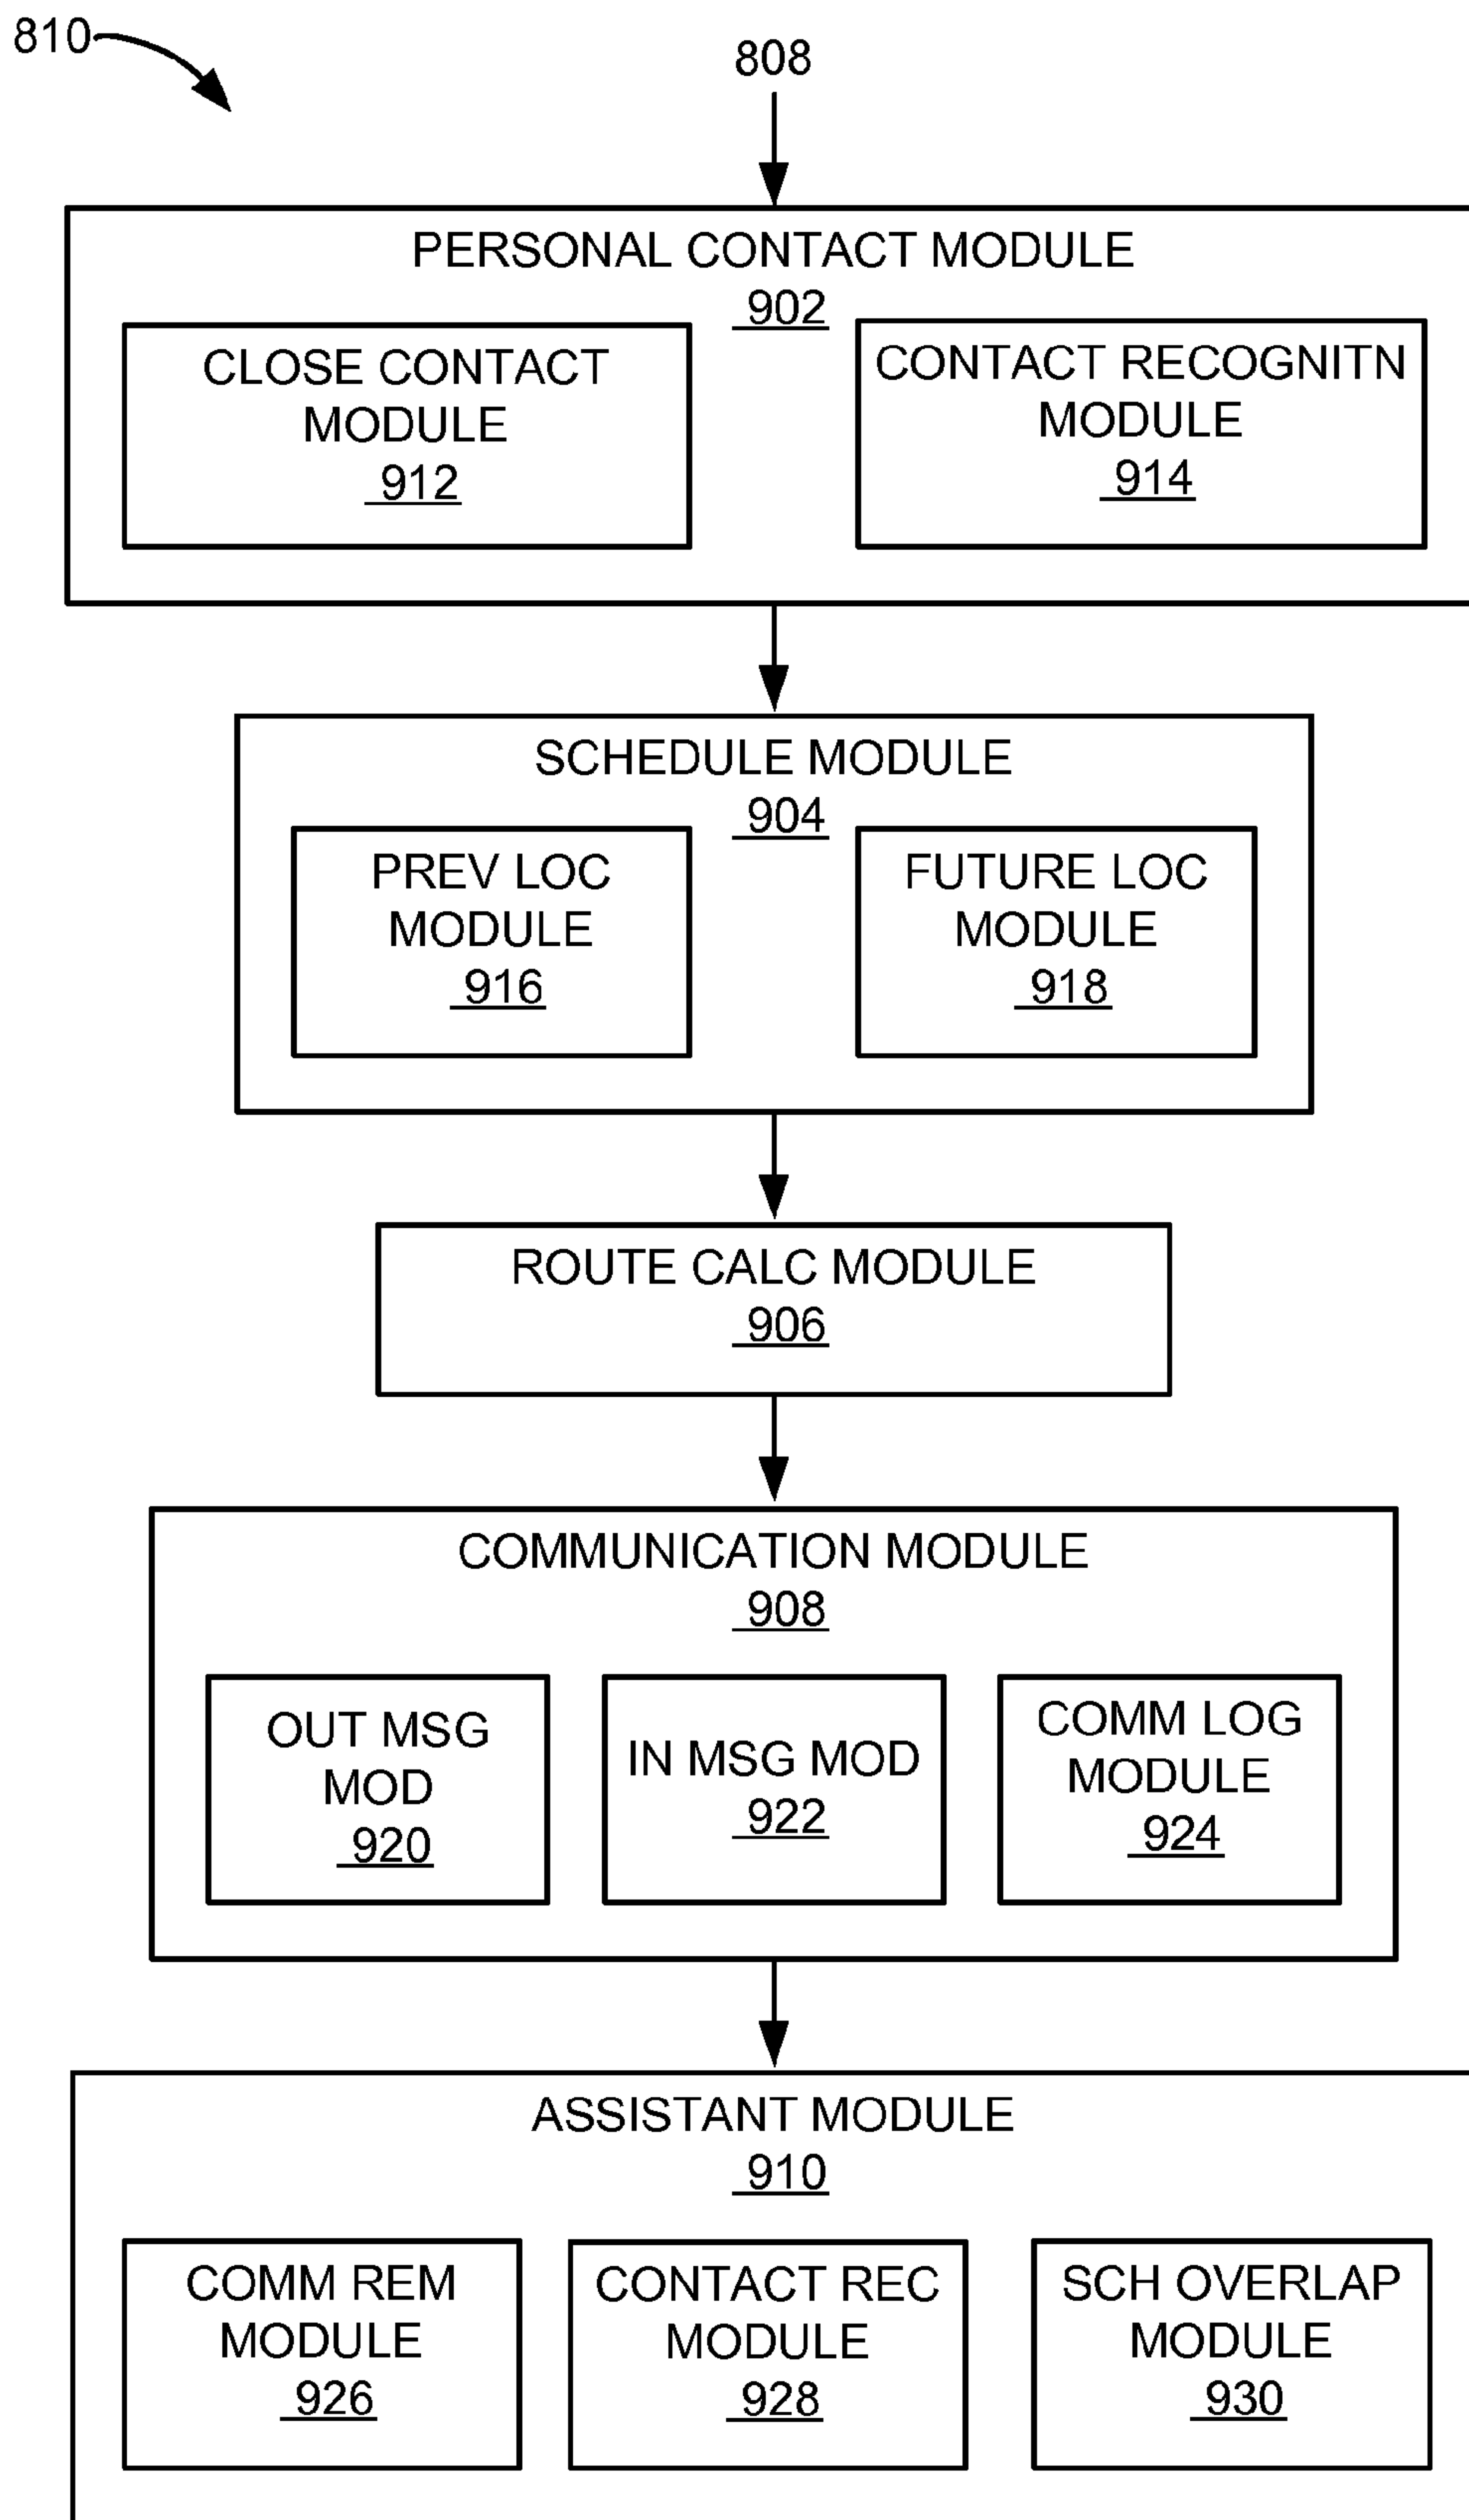 810
808
PERSONAL CONTACT MODULE
902
CLOSE CONTACT
MODULE
912
CONTACT RECOGNITN
MODULE
914
SCHEDULE MODULE
904
PREV LOC
MODULE
916
FUTURE LOC
MODULE
918
ROUTE CALC MODULE
906
COMMUNICATION MODULE
908
OUT MSG
MOD
920
IN MSG MOD
922
COMM LOG
MODULE
924
ASSISTANT MODULE
910
COMM REM
MODULE
926
CONTACT REC
MODULE
928
SCH OVERLAP
MODULE
930